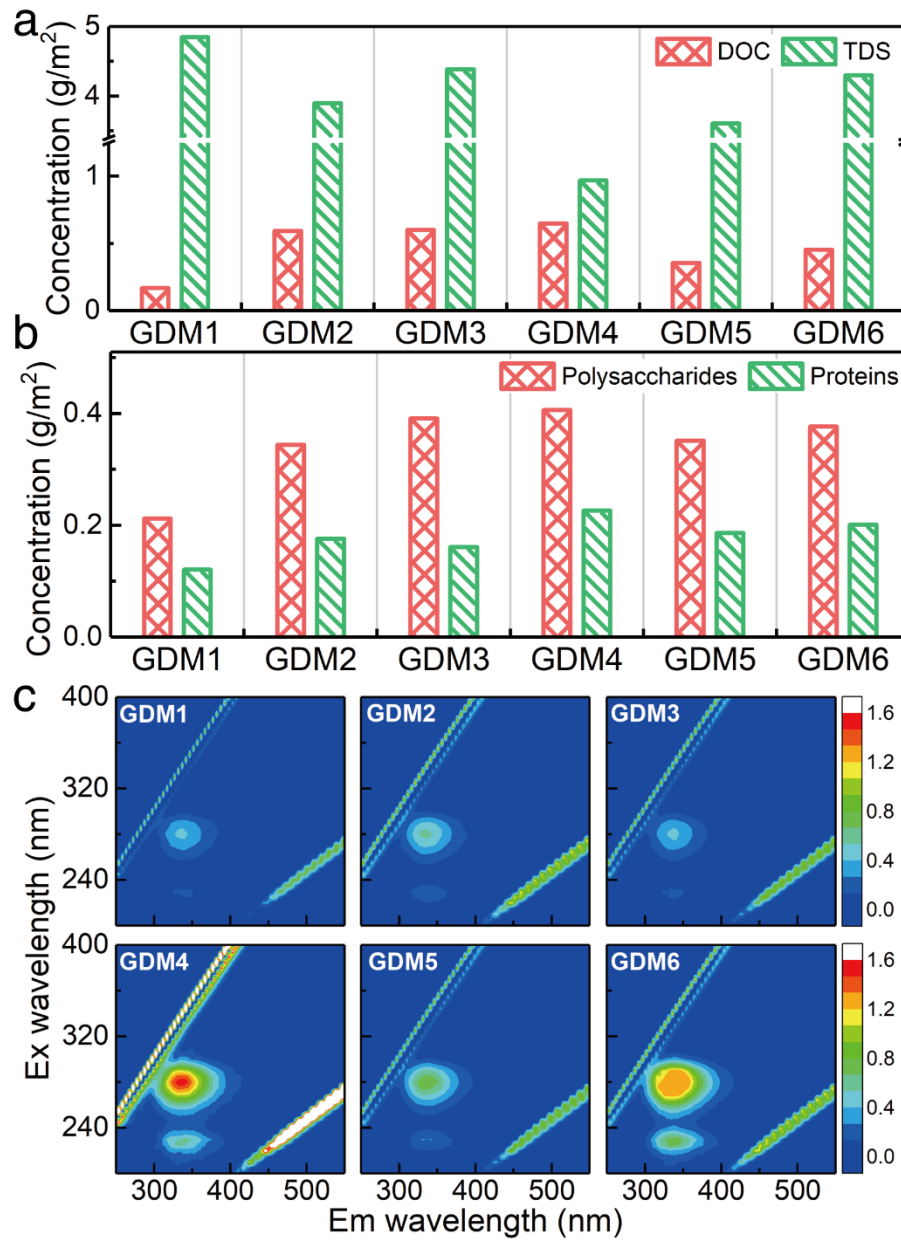 a
Concentration (g/m²)
5
4
1
0
DOC TDS
GDM1 GDM2 GDM3 GDM4 GDM5 GDM6
b
Concentration (g/m²)
0.4
0.2
0.0
Polysaccharides Proteins
GDM1 GDM2 GDM3 GDM4 GDM5 GDM6
c
Ex wavelength (nm)
400
320
240
GDM1 GDM2 GDM3
1.6
1.2
0.8
0.4
0.0
400
320
240
GDM4 GDM5 GDM6
1.6
1.2
0.8
0.4
0.0
300 400 500 300 400 500 300 400 500
Em wavelength (nm)